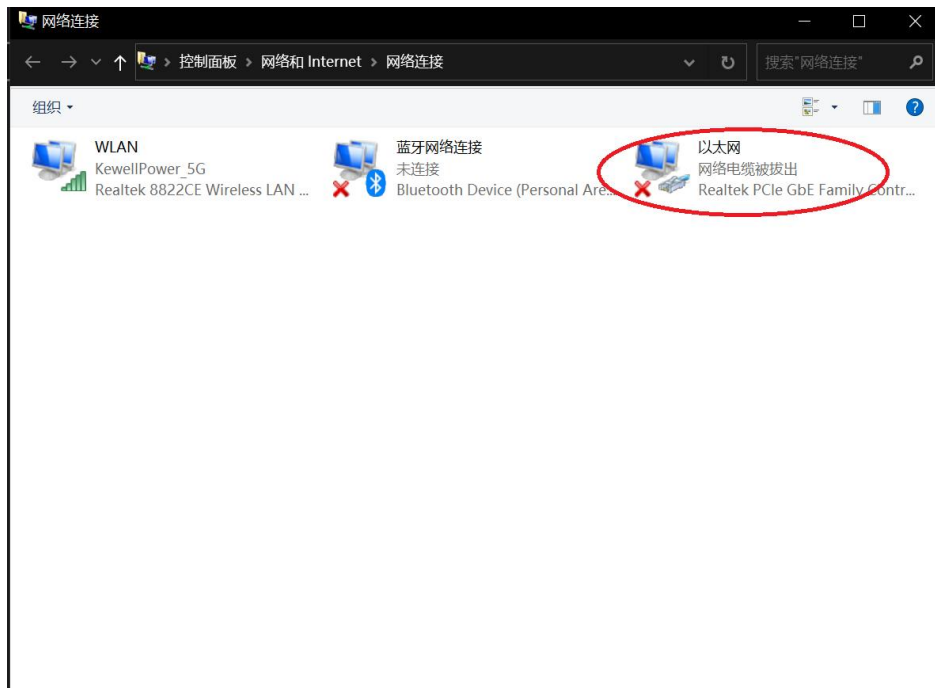 网络连接
控制面板 › 网络和 Internet › 网络连接
搜索"网络连接"
组织
WLAN
KewellPower_5G
Realtek 8822CE Wireless LAN ...
蓝牙网络连接
未连接
Bluetooth Device (Personal Are...
以太网
网络电缆被拔出
Realtek PCIe GbE Family Contr...